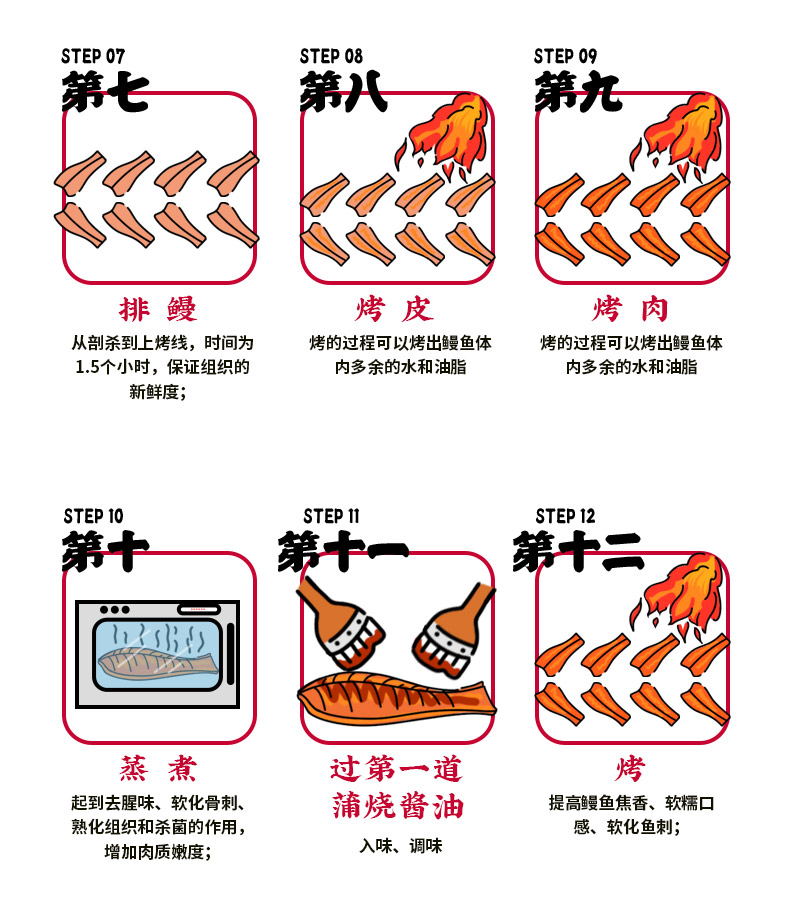 STEP 07
第七
排鳗
从剖杀到上烤线，时间为
1.5个小时，保证组织的
新鲜度；
STEP 08
第八
烤皮
烤的过程可以烤出鳗鱼体
内多余的水和油脂
STEP 09
第九
烤肉
烤的过程可以烤出鳗鱼体
内多余的水和油脂
STEP 10
第十
蒸煮
起到去腥味、软化骨刺、
熟化组织和杀菌的作用，
增加肉质嫩度；
STEP 11
第十一
过第一道
蒲烧酱油
入味、调味
STEP 12
第十二
烤
提高鳗鱼焦香、软糯口
感、软化鱼刺；